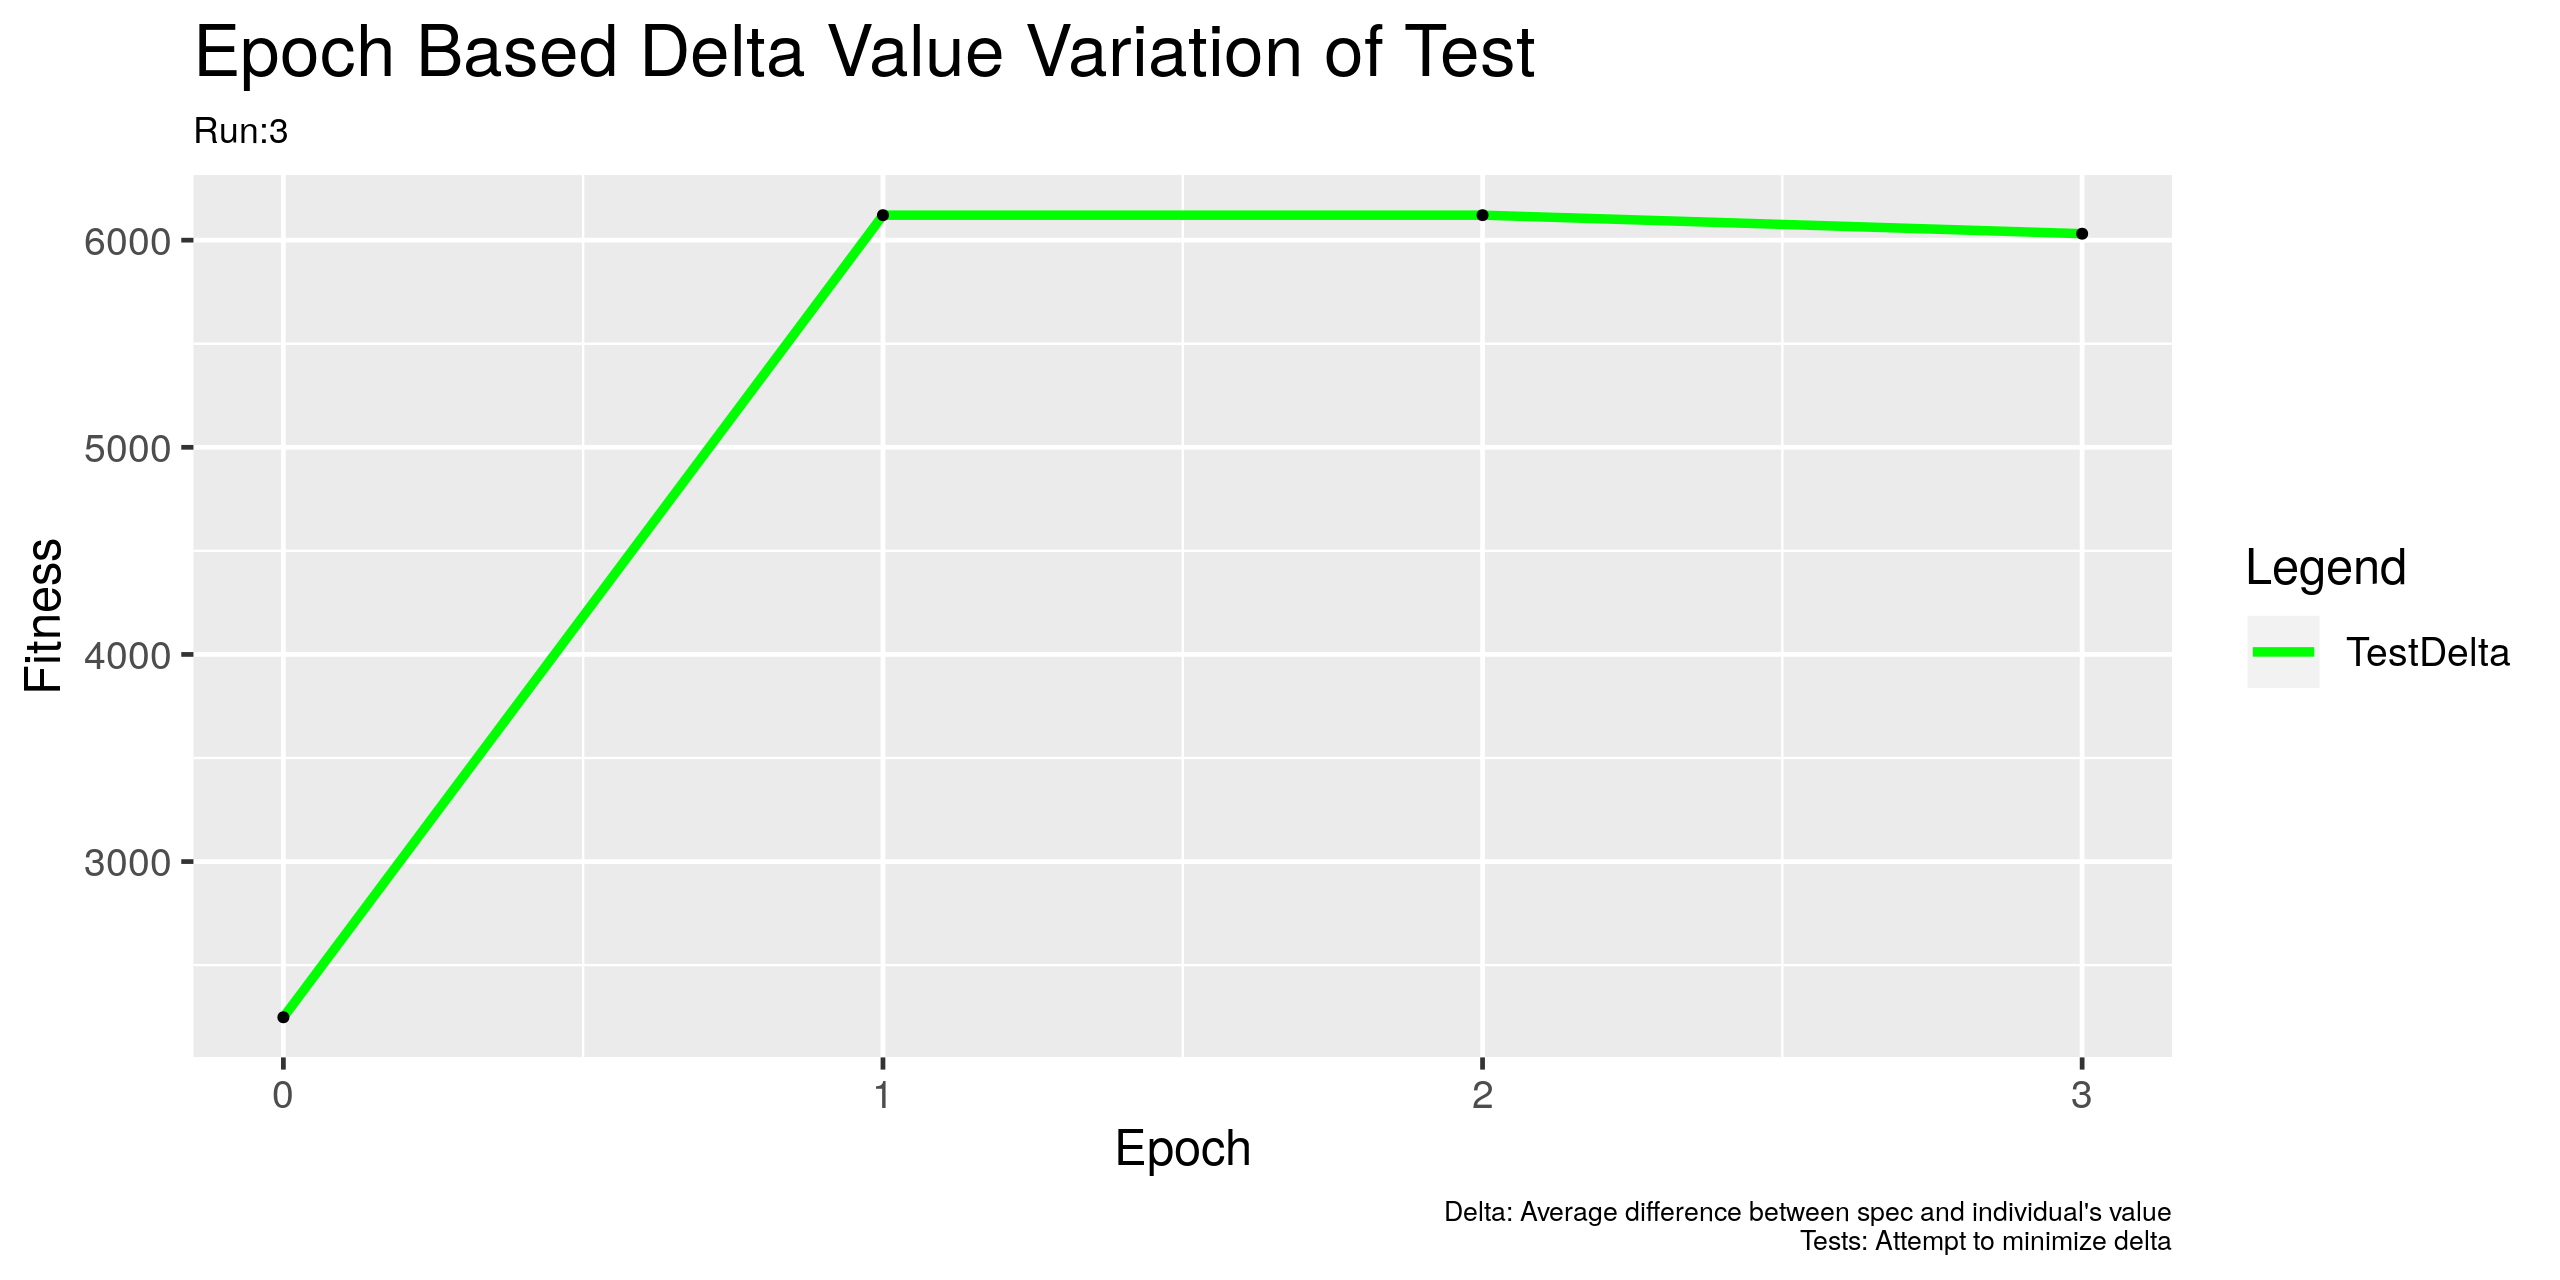 Epoch Based Delta Value Variation of Test
Run:3
Fitness
6000
5000
4000
3000
0 1 2 3
Epoch
Legend
TestDelta
Delta: Average difference between spec and individual's value
Tests: Attempt to minimize delta